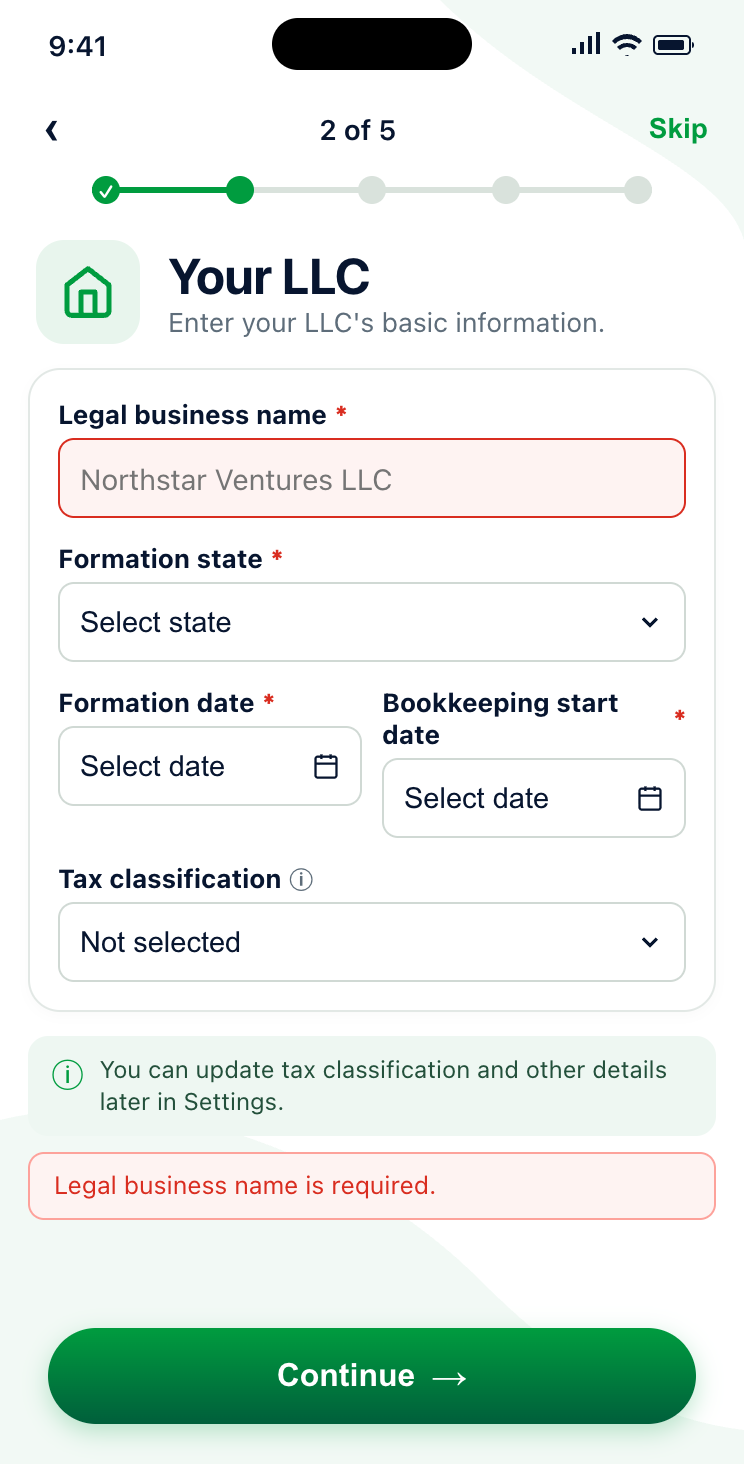 9:41
2 of 5
Skip
Your LLC
Enter your LLC's basic information.
Legal business name *
Northstar Ventures LLC
Formation state *
Select state
Formation date *
Select date
Bookkeeping start
date *
Select date
Tax classification
Not selected
You can update tax classification and other details
later in Settings.
Legal business name is required.
Continue →